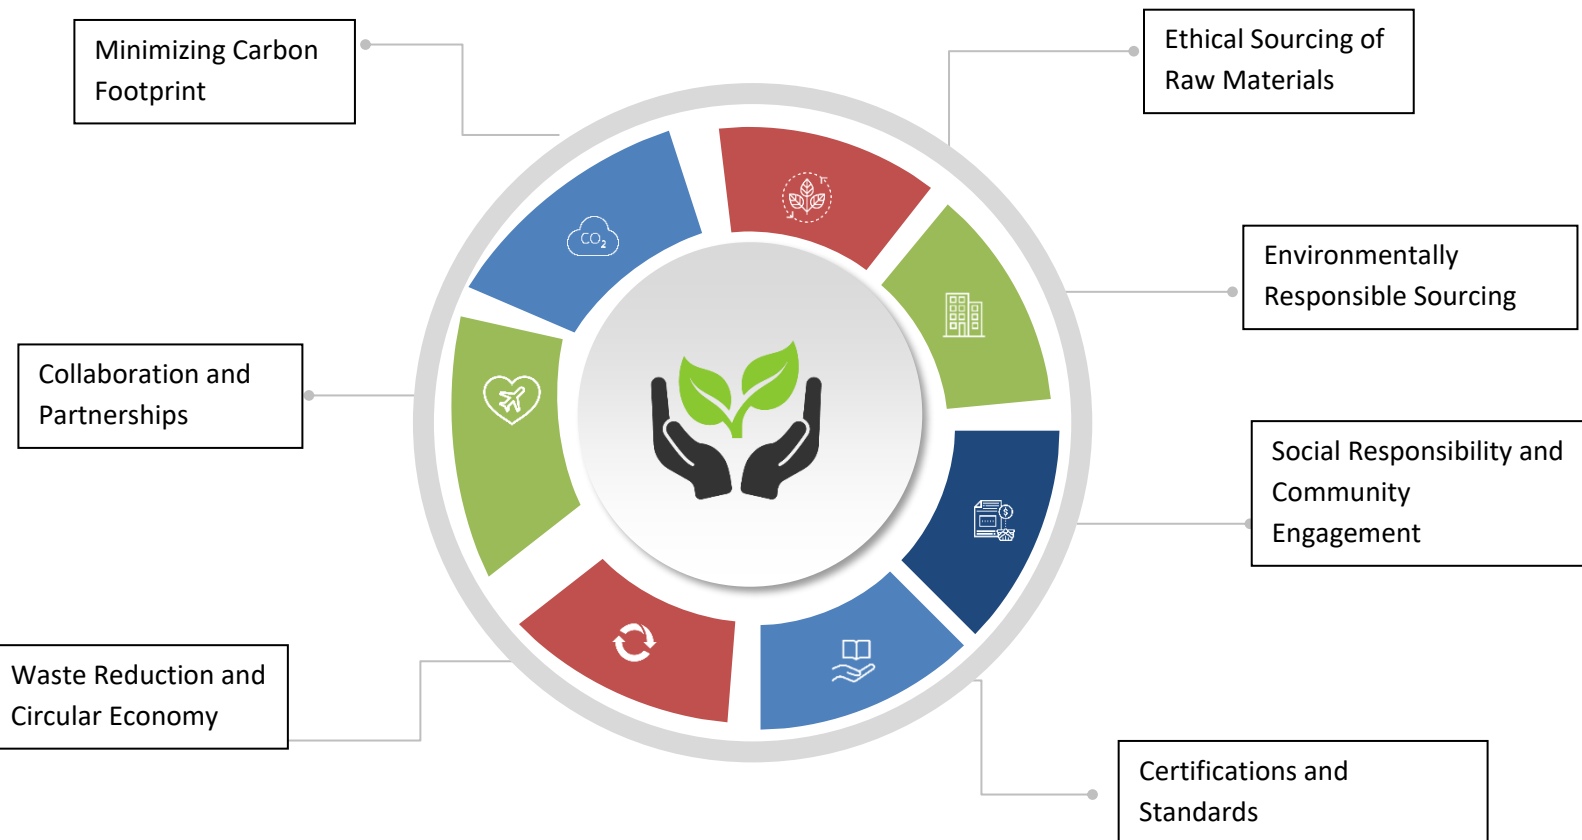 Minimizing Carbon
Footprint
Ethical Sourcing of
Raw Materials
CO2
Environmentally
Responsible Sourcing
Collaboration and
Partnerships
Social Responsibility and
Community
Engagement
$
Waste Reduction and
Circular Economy
Certifications and
Standards